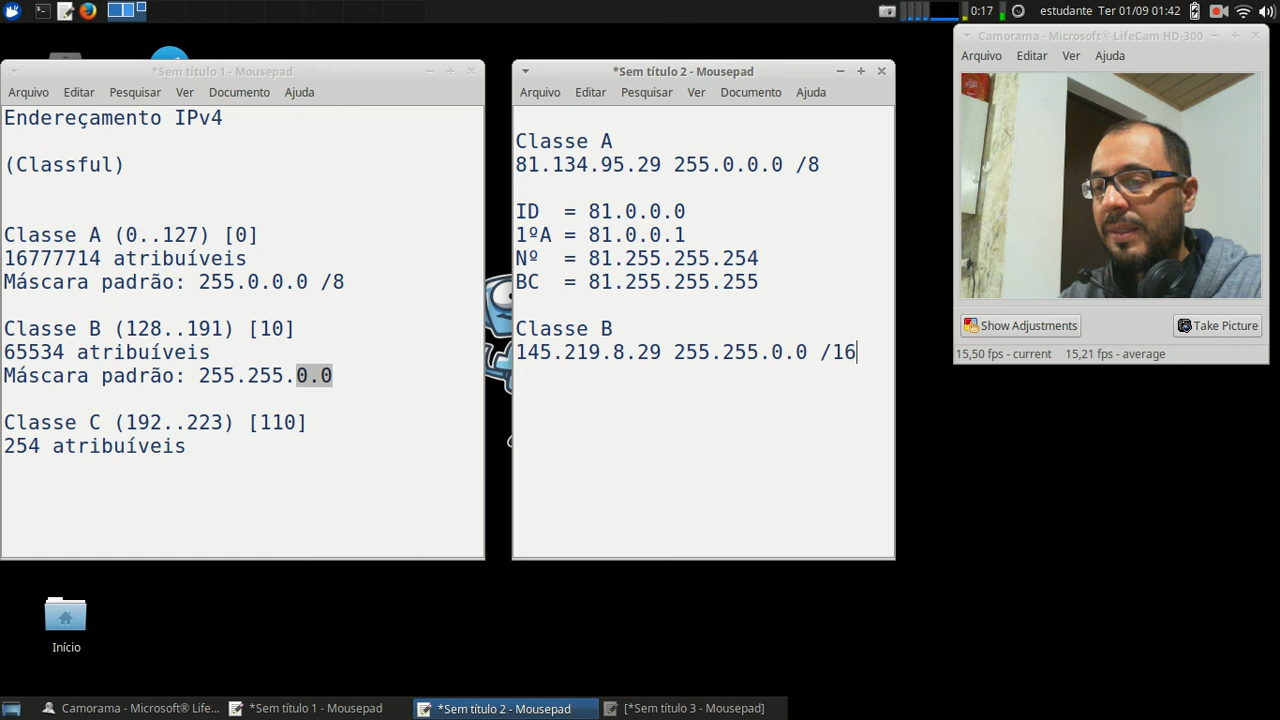 0:17
estudante Ter 01/09 01:42
*Sem título 1 - Mousepad
Arquivo Editar Pesquisar Ver Documento Ajuda
Endereçamento IPv4
(Classful)
Classe A (0..127) [0]
16777714 atribuíveis
Máscara padrão: 255.0.0.0 /8
Classe B (128..191) [10]
65534 atribuíveis
Máscara padrão: 255.255.0.0
Classe C (192..223) [110]
254 atribuíveis
*Sem título 2 - Mousepad
Arquivo Editar Pesquisar Ver Documento Ajuda
Classe A
81.134.95.29 255.0.0.0 /8
ID = 81.0.0.0
1ºA = 81.0.0.1
Nº = 81.255.255.254
BC = 81.255.255.255
Classe B
145.219.8.29 255.255.0.0 /16
Camorama - Microsoft® LifeCam HD-300
Arquivo Editar Ver Ajuda
Show Adjustments
Take Picture
15,50 fps - current 15,21 fps - average
Início
Camorama - Microsoft® Life...
*Sem título 1 - Mousepad
*Sem título 2 - Mousepad
[*Sem título 3 - Mousepad]